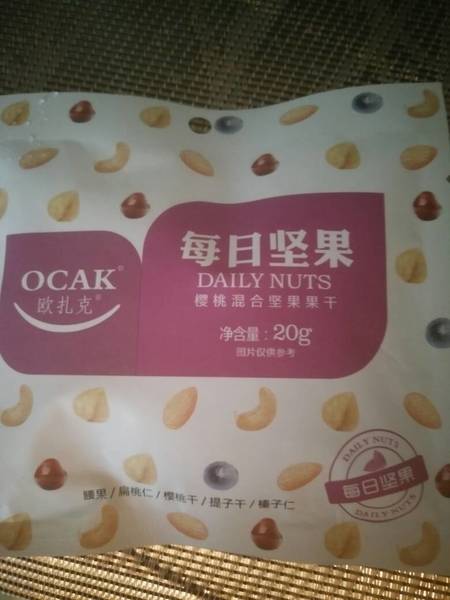 OCAK®
欧扎克®
每日坚果
DAILY NUTS
樱桃混合坚果果干
净含量：20g
图片仅供参考
腰果/扁桃仁/樱桃干/提子干/榛子仁
DAILY NUTS
每日坚果
DAILY NUTS